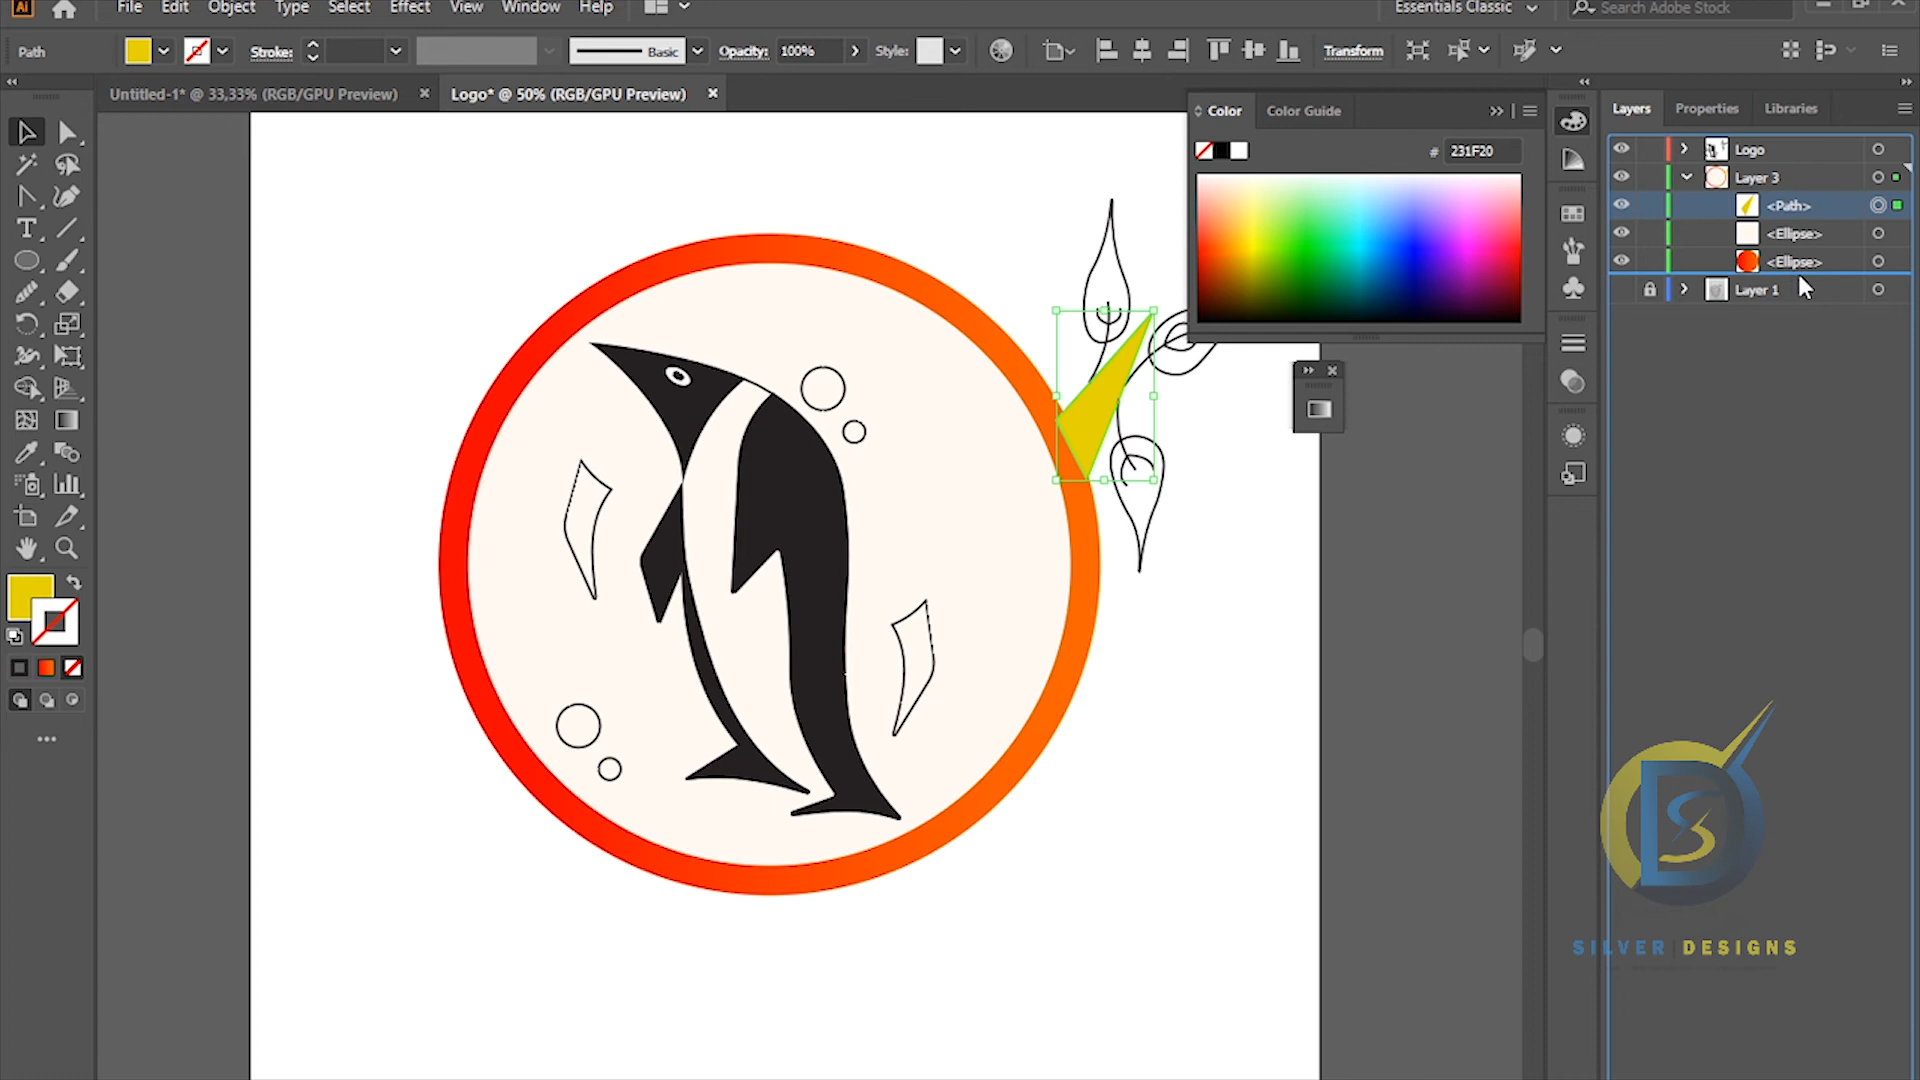 Ai File Edit Object Type Select Effect View Window Help Essentials Classic Search Adobe Stock
Path Stroke: Basic Opacity: 100% Style: Transform
Untitled-1* @ 33,33% (RGB/GPU Preview) Logo* @ 50% (RGB/GPU Preview)
Color Color Guide
# 231F20
Layers Properties Libraries
Logo
Layer 3
<Path>
<Ellipse>
<Ellipse>
Layer 1
SILVER DESIGNS